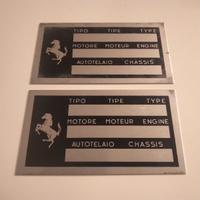 TIPO TIPE TYPE
MOTORE MOTEUR ENGINE
AUTOTELAIO CHASSIS
TIPO TIPE TYPE
MOTORE MOTEUR ENGINE
AUTOTELAIO CHASSIS